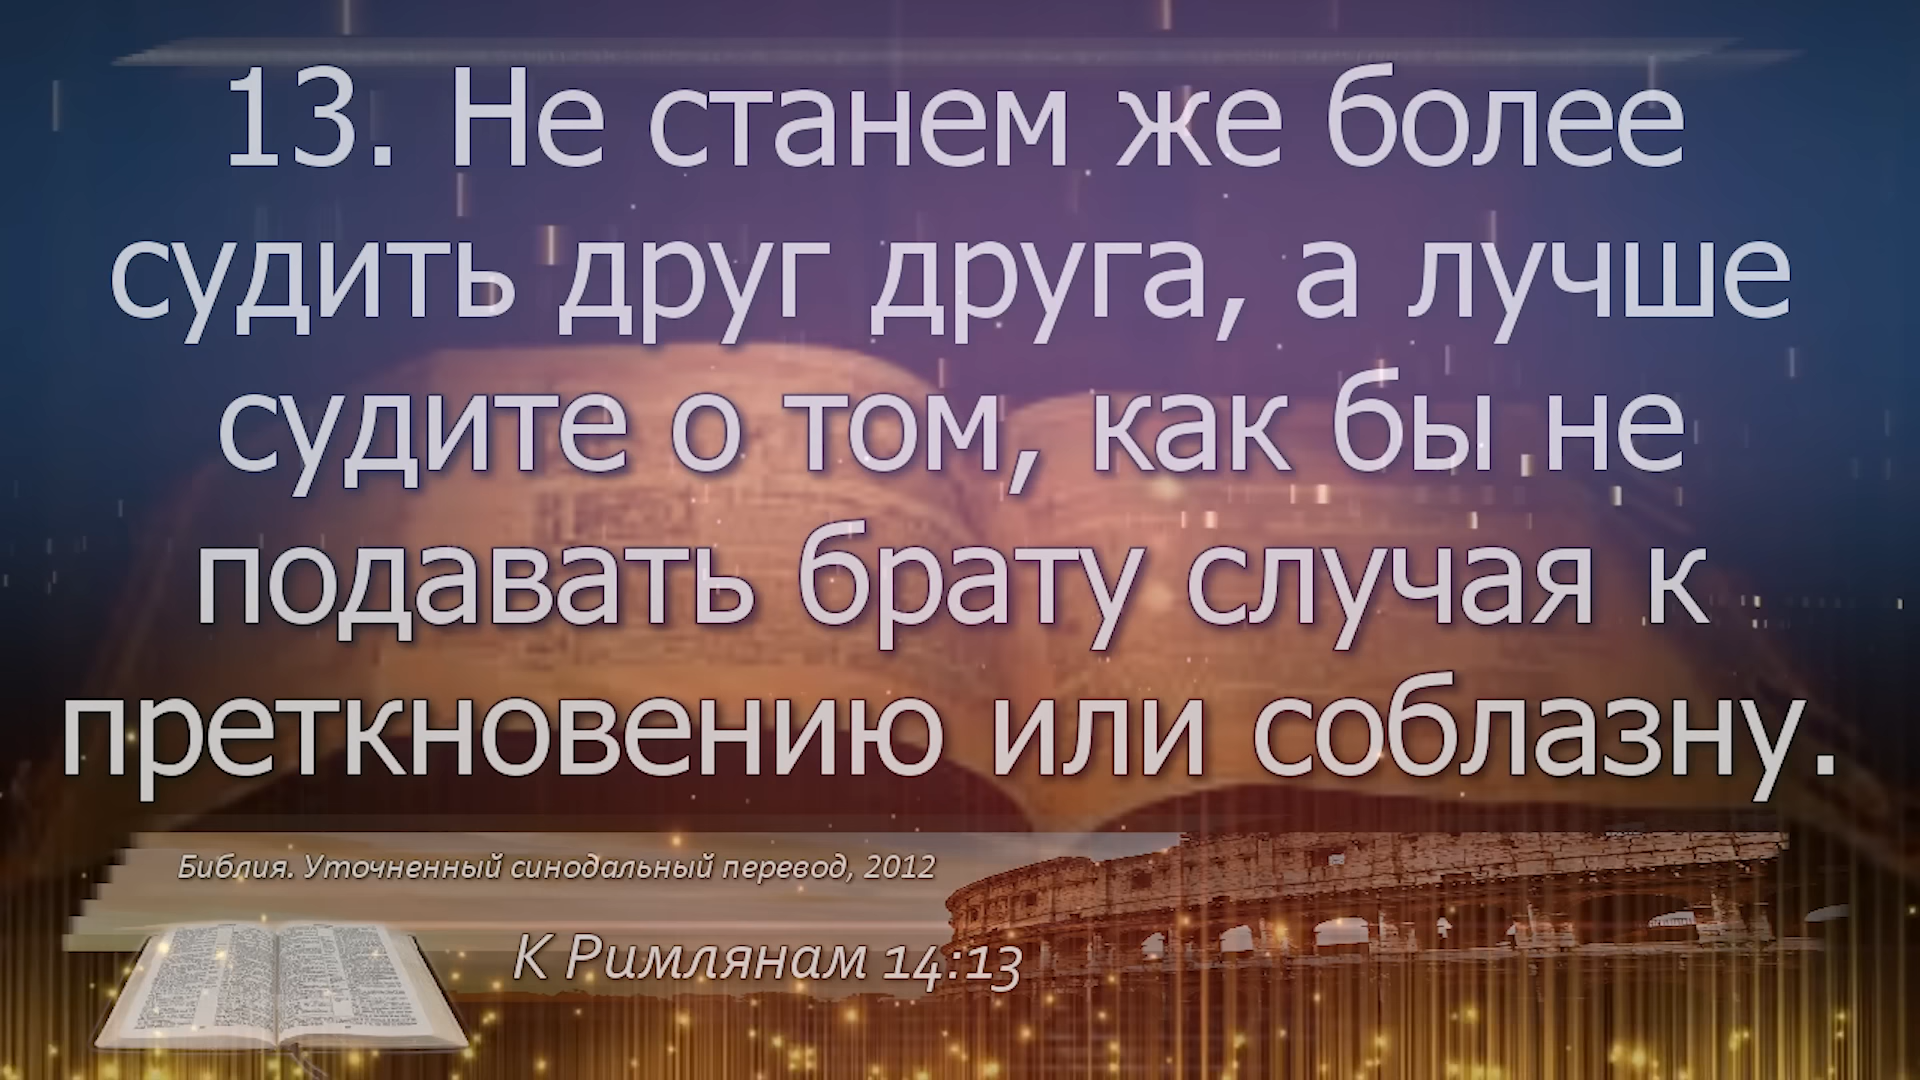 13. Не станем же более
судить друг друга, а лучше
судите о том, как бы не
подавать брату случая к
преткновению или соблазну.
Библия. Уточненный синодальный перевод, 2012
К Римлянам 14:13